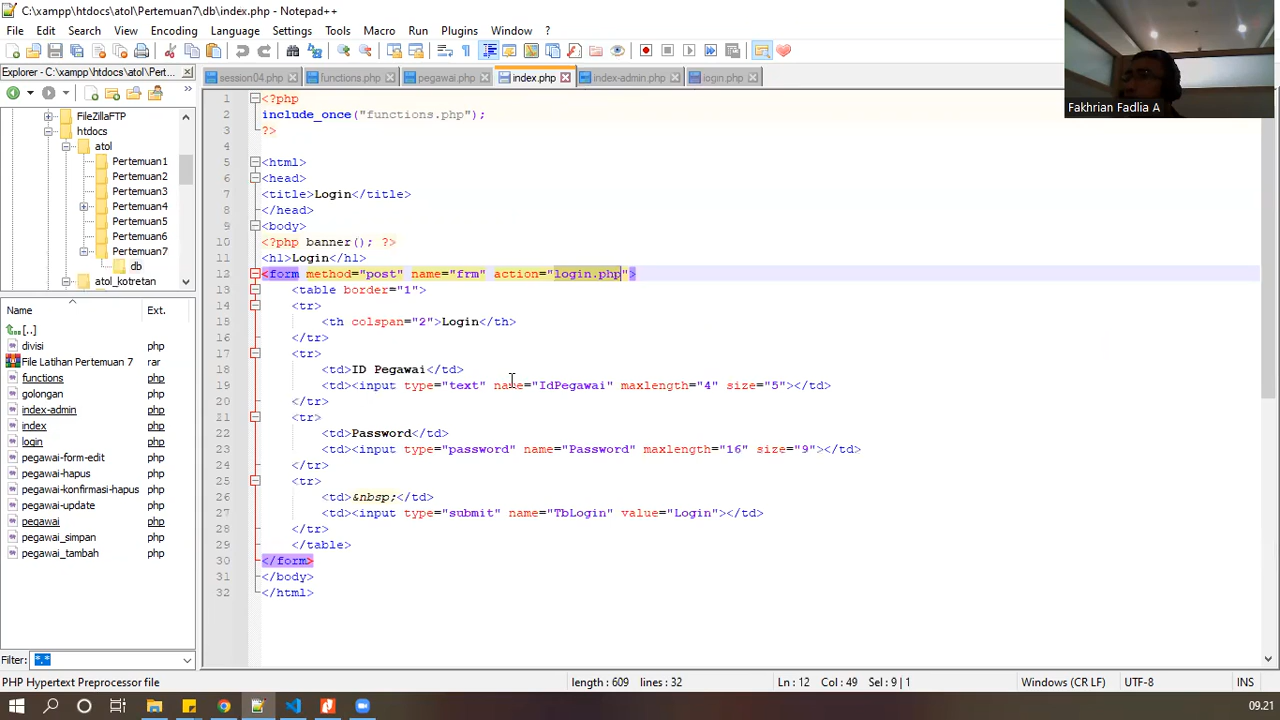 C:\xampp\htdocs\atol\Pertemuan7\db\index.php - Notepad++
File Edit Search View Encoding Language Settings Tools Macro Run Plugins Window ?
Fakhrian Fadlia A
Explorer - C:\xampp\htdocs\atol\Pert...
session04.php functions.php pegawai.php index.php index-admin.php login.php
FileZillaFTP
htdocs
atol
Pertemuan1
Pertemuan2
Pertemuan3
Pertemuan4
Pertemuan5
Pertemuan6
Pertemuan7
db
atol_kotretan
Name Ext.
[..]
divisi php
File Latihan Pertemuan 7 rar
functions php
golongan php
index-admin php
index php
login php
pegawai-form-edit php
pegawai-hapus php
pegawai-konfirmasi-hapus php
pegawai-update php
pegawai php
pegawai_simpan php
pegawai_tambah php
Filter: *.*
1 <?php
2 include_once("functions.php");
3 ?>
4
5 <html>
6 <head>
7 <title>Login</title>
8 </head>
9 <body>
10 <?php banner(); ?>
11 <h1>Login</h1>
12 <form method="post" name="frm" action="login.php">
13 <table border="1">
14 <tr>
15 <th colspan="2">Login</th>
16 </tr>
17 <tr>
18 <td>ID Pegawai</td>
19 <td><input type="text" name="IdPegawai" maxlength="4" size="5"></td>
20 </tr>
21 <tr>
22 <td>Password</td>
23 <td><input type="password" name="Password" maxlength="16" size="9"></td>
24 </tr>
25 <tr>
26 <td>&nbsp;</td>
27 <td><input type="submit" name="TbLogin" value="Login"></td>
28 </tr>
29 </table>
30 </form>
31 </body>
32 </html>
PHP Hypertext Preprocessor file length : 609 lines : 32 Ln : 12 Col : 49 Sel : 9 | 1 Windows (CR LF) UTF-8 INS
09.21